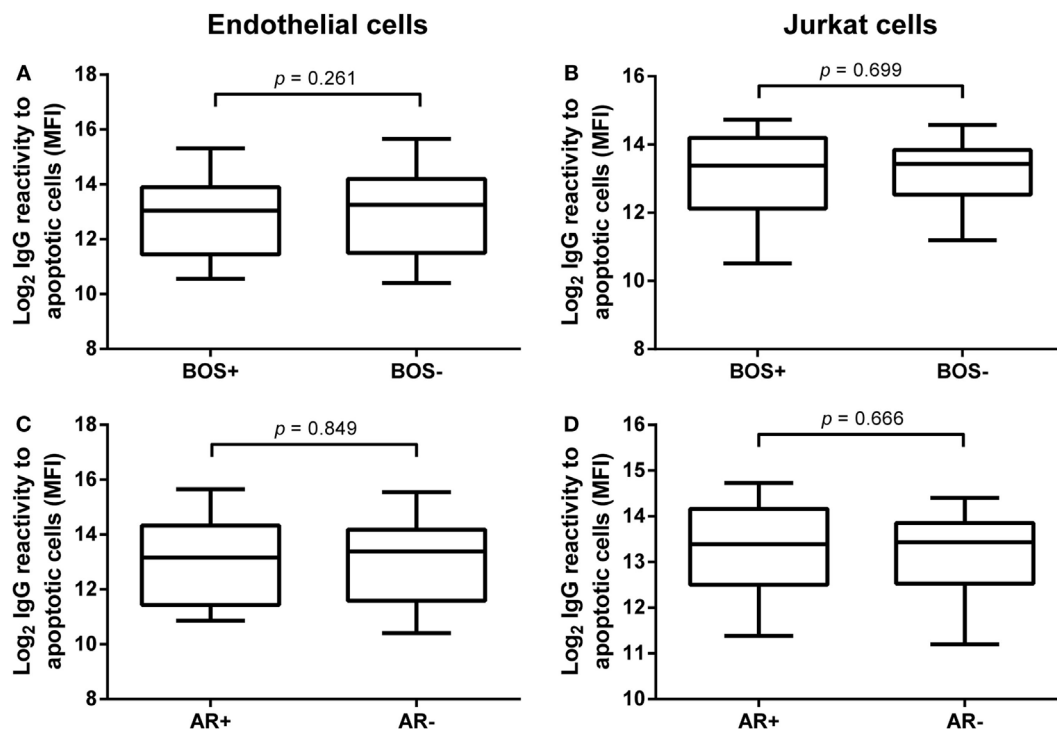 Endothelial cells
Jurkat cells
A
Log₂ IgG reactivity to
apoptotic cells (MFI)
18
16
14
12
10
8
p = 0.261
BOS+
BOS-
B
Log₂ IgG reactivity to
apoptotic cells (MFI)
16
14
12
10
8
p = 0.699
BOS+
BOS-
C
Log₂ IgG reactivity to
apoptotic cells (MFI)
18
16
14
12
10
8
p = 0.849
AR+
AR-
D
Log₂ IgG reactivity to
apoptotic cells (MFI)
16
15
14
13
12
11
10
p = 0.666
AR+
AR-